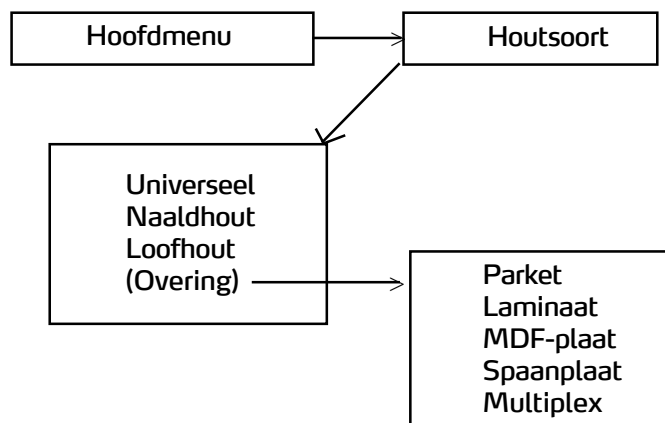 Hoofdmenu
Houtsoort
Universeel
Naaldhout
Loofhout
(Overing)
Parket
Laminaat
MDF-plaat
Spaanplaat
Multiplex